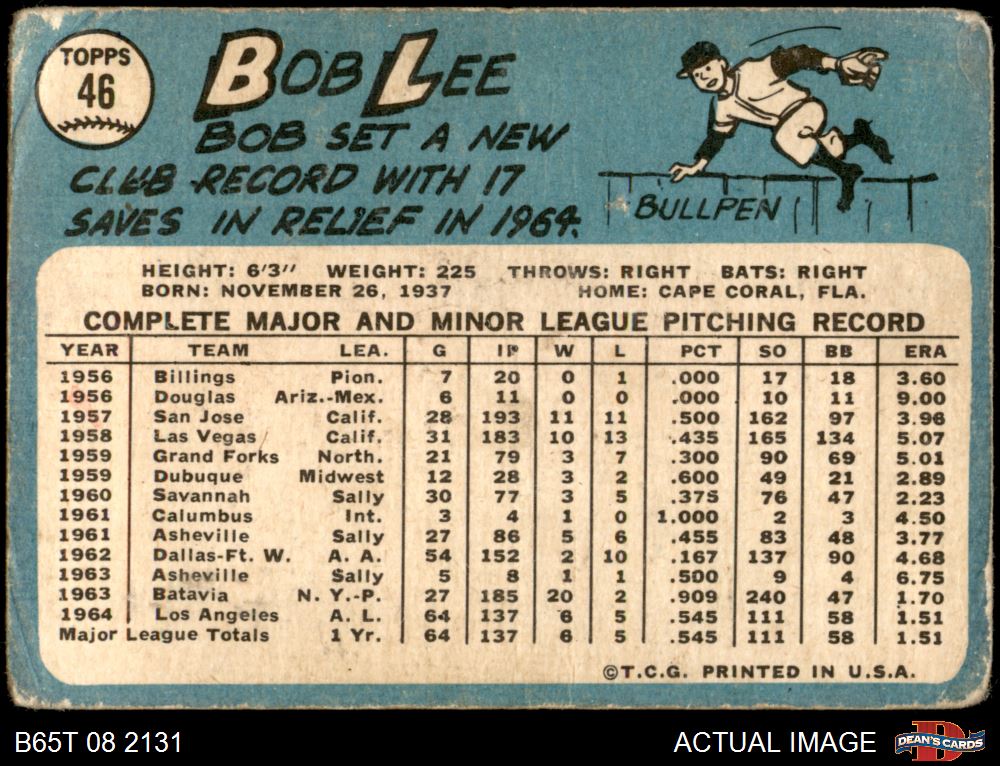 TOPPS
46
BOB LEE
BOB SET A NEW
CLUB RECORD WITH 17
SAVES IN RELIEF IN 1964.
BULLPEN
HEIGHT: 6'3" WEIGHT: 225 THROWS: RIGHT BATS: RIGHT
BORN: NOVEMBER 26, 1937 HOME: CAPE CORAL, FLA.
COMPLETE MAJOR AND MINOR LEAGUE PITCHING RECORD
YEAR TEAM LEA. G IP W L PCT SO BB ERA
1956 Billings Pion. 7 20 0 1 .000 17 18 3.60
1956 Douglas Ariz.-Mex. 6 11 0 0 .000 10 11 9.00
1957 San Jose Calif. 28 193 11 11 .500 162 97 3.96
1958 Las Vegas Calif. 31 183 10 13 .435 165 134 5.07
1959 Grand Forks North. 21 79 3 7 .300 90 69 5.01
1959 Dubuque Midwest 12 28 3 2 .600 49 21 2.89
1960 Savannah Sally 30 77 3 5 .375 76 47 2.23
1961 Calumbus Int. 3 4 1 0 1.000 2 3 4.50
1961 Asheville Sally 27 86 5 6 .455 83 48 3.77
1962 Dallas-Ft. W. A. A. 54 152 2 10 .167 137 90 4.68
1963 Asheville Sally 5 8 1 1 .500 9 4 6.75
1963 Batavia N. Y.-P. 27 185 20 2 .909 240 47 1.70
1964 Los Angeles A. L. 64 137 6 5 .545 111 58 1.51
Major League Totals 1 Yr. 64 137 6 5 .545 111 58 1.51
©T.C.G. PRINTED IN U.S.A.
B65T 08 2131 ACTUAL IMAGE
DEAN'S CARDS